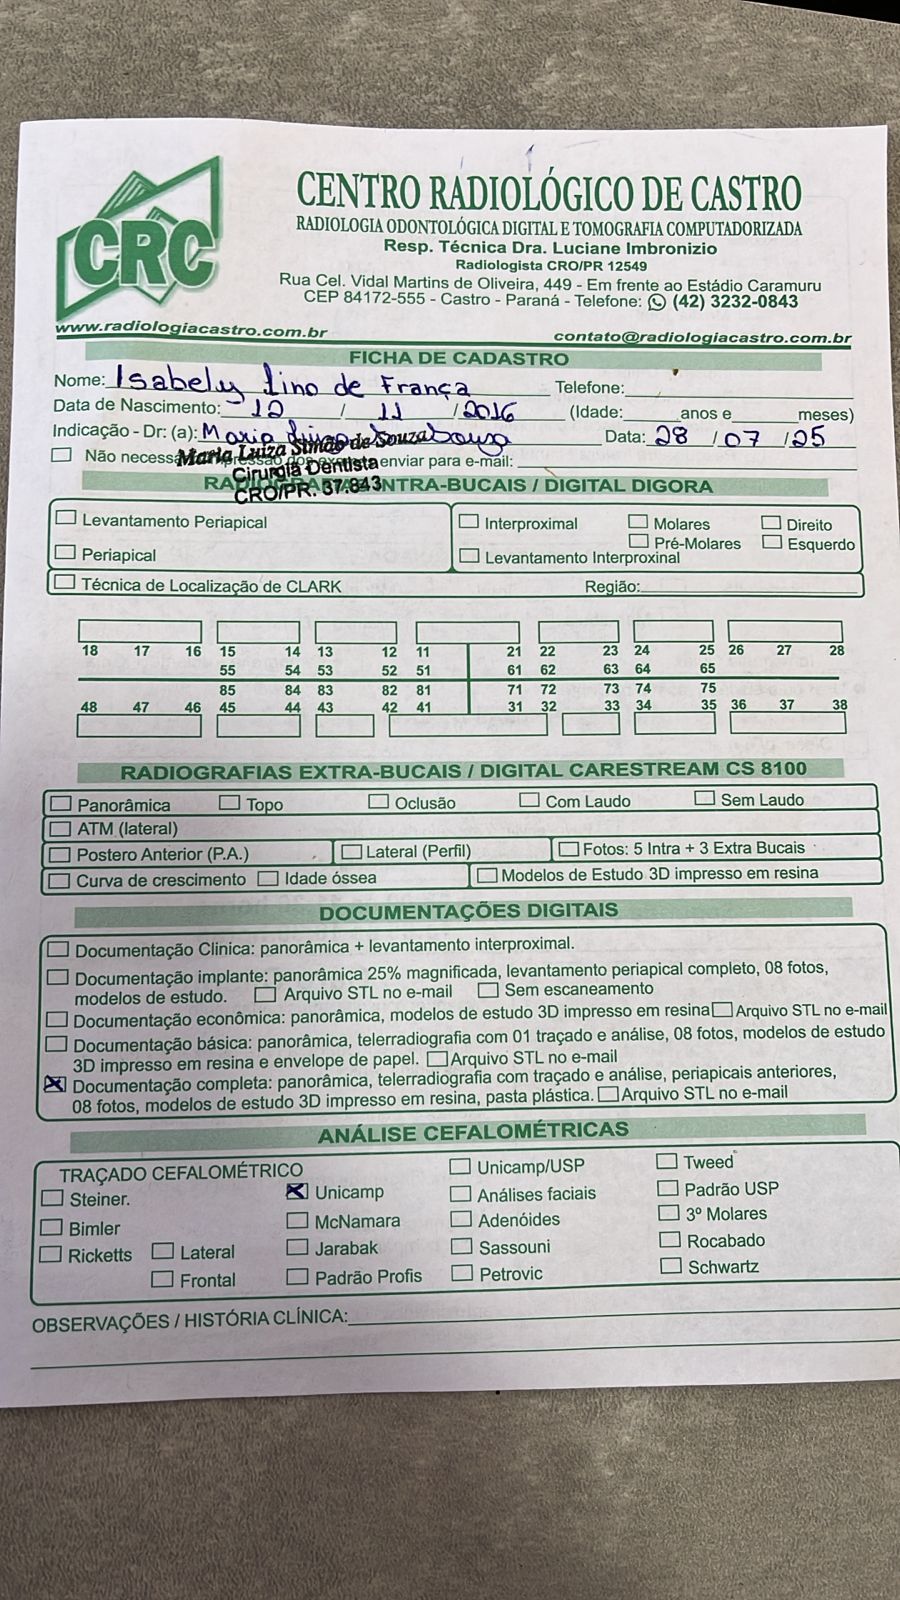 CRC
CENTRO RADIOLÓGICO DE CASTRO
RADIOLOGIA ODONTOLÓGICA DIGITAL E TOMOGRAFIA COMPUTADORIZADA
Resp. Técnica Dra. Luciane Imbronizio
Radiologista CRO/PR 12549
Rua Cel. Vidal Martins de Oliveira, 449 - Em frente ao Estádio Caramuru
CEP 84172-555 - Castro - Paraná - Telefone: (42) 3232-0843
www.radiologiacastro.com.br contato@radiologiacastro.com.br
FICHA DE CADASTRO
Nome: Isabely Lino de França Telefone:
Data de Nascimento: 12 / 11 / 2016 (Idade: anos e meses)
Indicação - Dr: (a): Maria Luiza Souza Data: 28 / 07 / 25
Maria Luiza Simão de Souza
Não necess enviar para e-mail:
Cirurgiã Dentista
CRO/PR. 37.843
INTRA-BUCAIS / DIGITAL DIGORA
Levantamento Periapical Interproximal Molares Direito
Periapical Levantamento Interproxinal Pré-Molares Esquerdo
Técnica de Localização de CLARK Região:
18 17 16 15 14 13 12 11 21 22 23 24 25 26 27 28
55 54 53 52 51 61 62 63 64 65
85 84 83 82 81 71 72 73 74 75
48 47 46 45 44 43 42 41 31 32 33 34 35 36 37 38
RADIOGRAFIAS EXTRA-BUCAIS / DIGITAL CARESTREAM CS 8100
Panorâmica Topo Oclusão Com Laudo Sem Laudo
ATM (lateral)
Postero Anterior (P.A.) Lateral (Perfil) Fotos: 5 Intra + 3 Extra Bucais
Curva de crescimento Idade óssea Modelos de Estudo 3D impresso em resina
DOCUMENTAÇÕES DIGITAIS
Documentação Clinica: panorâmica + levantamento interproximal.
Documentação implante: panorâmica 25% magnificada, levantamento periapical completo, 08 fotos,
modelos de estudo. Arquivo STL no e-mail Sem escaneamento
Documentação econômica: panorâmica, modelos de estudo 3D impresso em resina Arquivo STL no e-mail
Documentação básica: panorâmica, telerradiografia com 01 traçado e análise, 08 fotos, modelos de estudo
3D impresso em resina e envelope de papel. Arquivo STL no e-mail
X Documentação completa: panorâmica, telerradiografia com traçado e análise, periapicais anteriores,
08 fotos, modelos de estudo 3D impresso em resina, pasta plástica. Arquivo STL no e-mail
ANÁLISE CEFALOMÉTRICAS
TRAÇADO CEFALOMÉTRICO Unicamp/USP Tweed
Steiner. X Unicamp Análises faciais Padrão USP
Bimler McNamara Adenóides 3º Molares
Ricketts Lateral Jarabak Sassouni Rocabado
Frontal Padrão Profis Petrovic Schwartz
OBSERVAÇÕES / HISTÓRIA CLÍNICA: